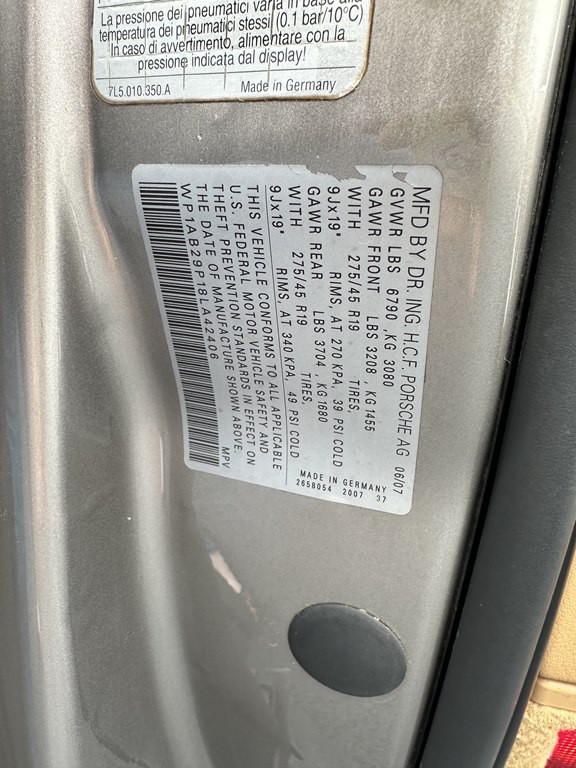 La pressione dei pneumatici varia in base alla
temperatura dei pneumatici stessi (0.1 bar/10°C)
In caso di avvertimento, alimentare con la
pressione indicata dal display!
7L5.010.350.A Made in Germany
MFD BY DR. ING. H.C.F. PORSCHE AG 06/07
GVWR LBS 6790 ,KG 3080
GAWR FRONT LBS 3208 , KG 1455
WITH 275/45 R19 TIRES,
9Jx19" RIMS, AT 270 KPA, 39 PSI COLD
GAWR REAR LBS 3704 , KG 1680
WITH 275/45 R19 TIRES,
9Jx19" RIMS, AT 340 KPA, 49 PSI COLD
THIS VEHICLE CONFORMS TO ALL APPLICABLE
U.S. FEDERAL MOTOR VEHICLE SAFETY AND
THEFT PREVENTION STANDARDS IN EFFECT ON
THE DATE OF MANUFACTURE SHOWN ABOVE.
WP1AB29P18LA42406 MPV
MADE IN GERMANY
2658054 2007 37